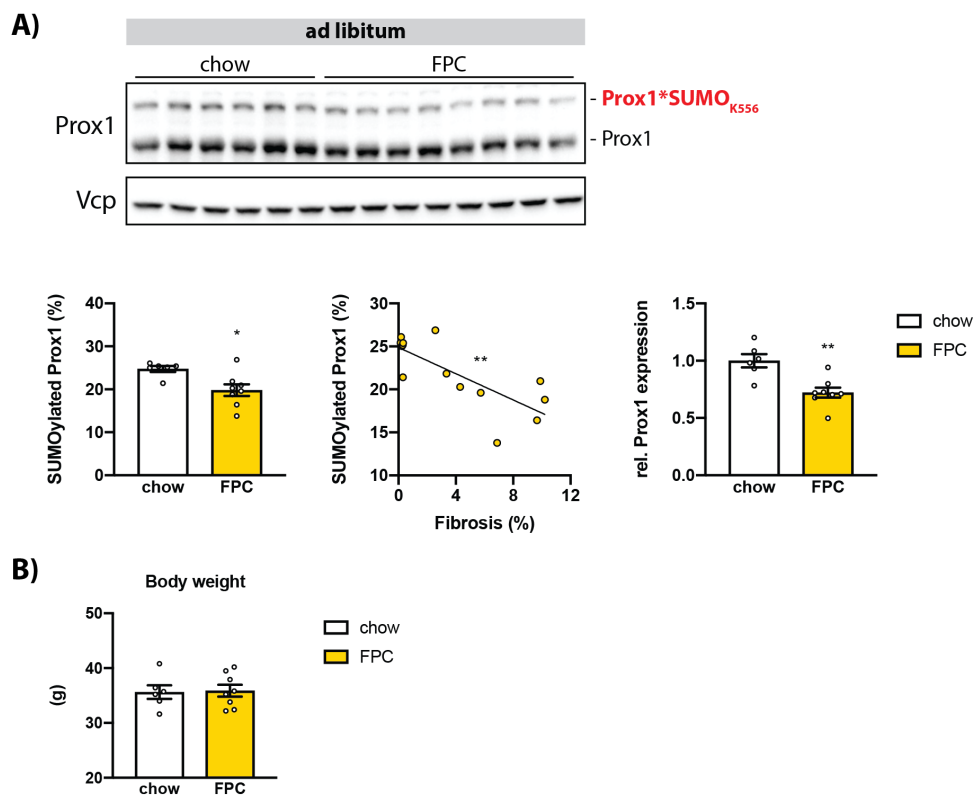 A)
ad libitum
chow FPC
Prox1
- Prox1*SUMOK556
- Prox1
Vcp
SUMOylated Prox1 (%)
40
30
20
10
0
*
chow FPC
SUMOylated Prox1 (%)
30
25
20
15
10
**
0 4 8 12
Fibrosis (%)
rel. Prox1 expression
1.5
1.0
0.5
0.0
**
chow FPC
chow
FPC
B)
Body weight
(g)
50
40
30
20
chow FPC
chow
FPC